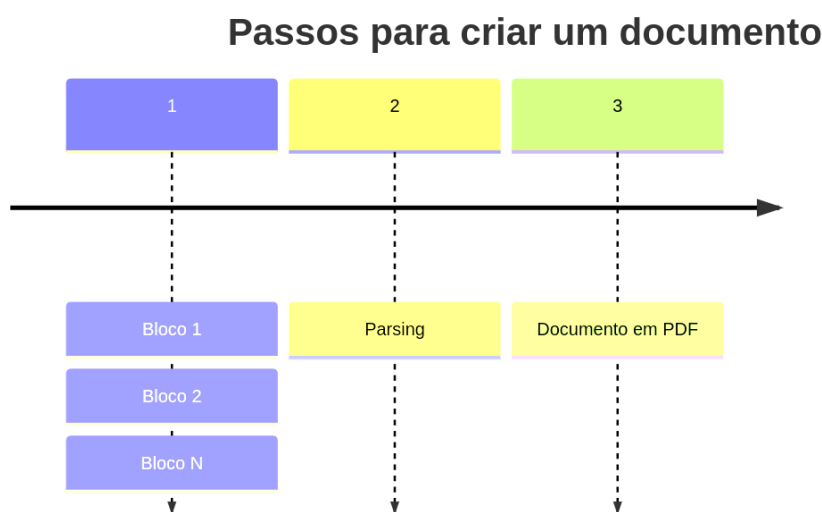 Passos para criar um documento
1
2
3
Bloco 1
Parsing
Documento em PDF
Bloco 2
Bloco N